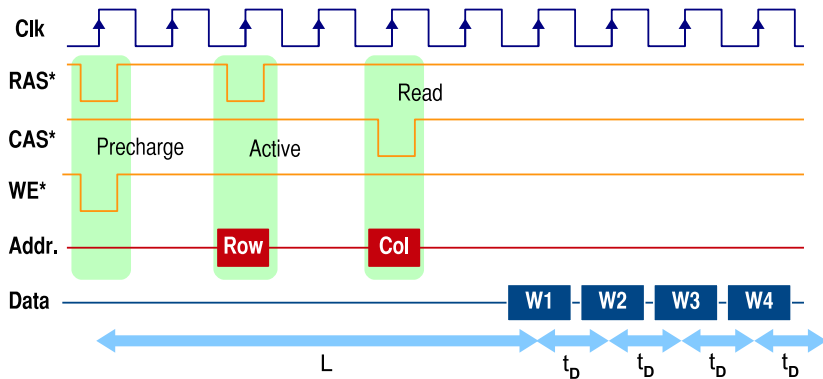 Clk
RAS*
Read
CAS*
Precharge
Active
WE*
Addr.
Row
Col
Data
W1
W2
W3
W4
L
tD
tD
tD
tD